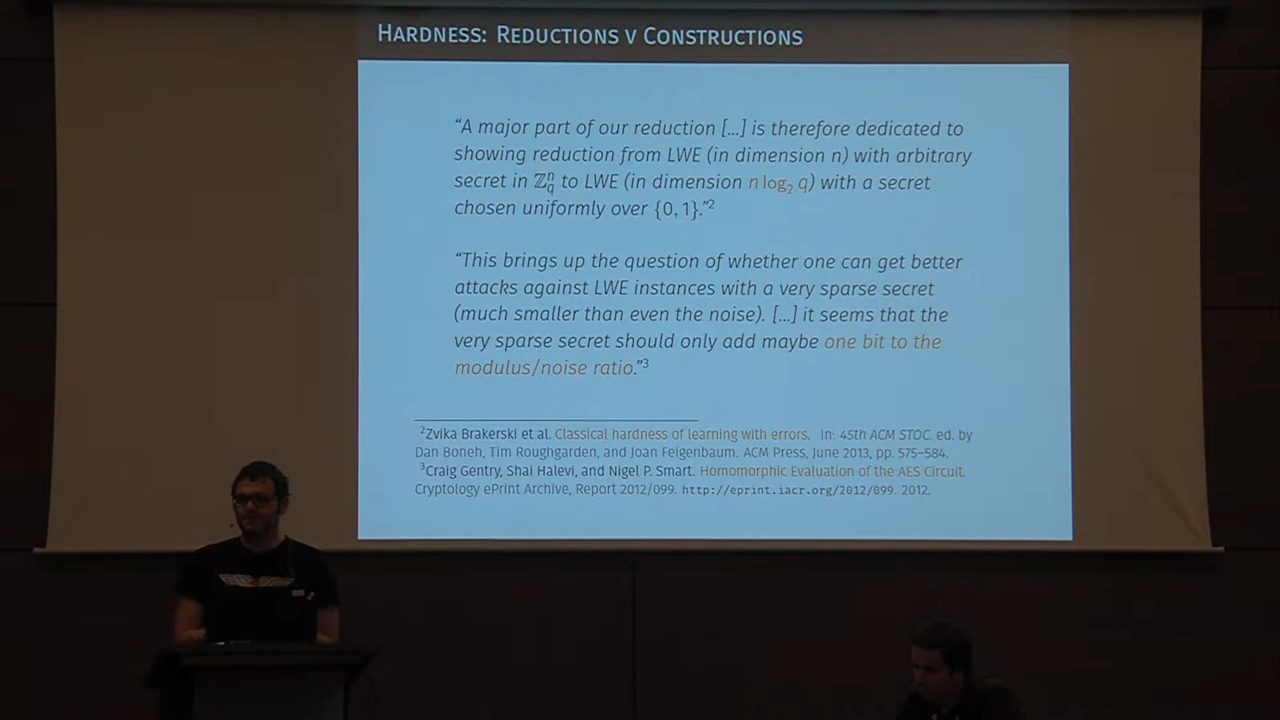 HARDNESS: REDUCTIONS V CONSTRUCTIONS
“A major part of our reduction [...] is therefore dedicated to
showing reduction from LWE (in dimension n) with arbitrary
secret in ℤ_q^n to LWE (in dimension n log₂ q) with a secret
chosen uniformly over {0, 1}.”²
“This brings up the question of whether one can get better
attacks against LWE instances with a very sparse secret
(much smaller than even the noise). [...] it seems that the
very sparse secret should only add maybe one bit to the
modulus/noise ratio.”³
²Zvika Brakerski et al. Classical hardness of learning with errors. In: 45th ACM STOC. ed. by
Dan Boneh, Tim Roughgarden, and Joan Feigenbaum. ACM Press, June 2013, pp. 575–584.
³Craig Gentry, Shai Halevi, and Nigel P. Smart. Homomorphic Evaluation of the AES Circuit.
Cryptology ePrint Archive, Report 2012/099. http://eprint.iacr.org/2012/099. 2012.